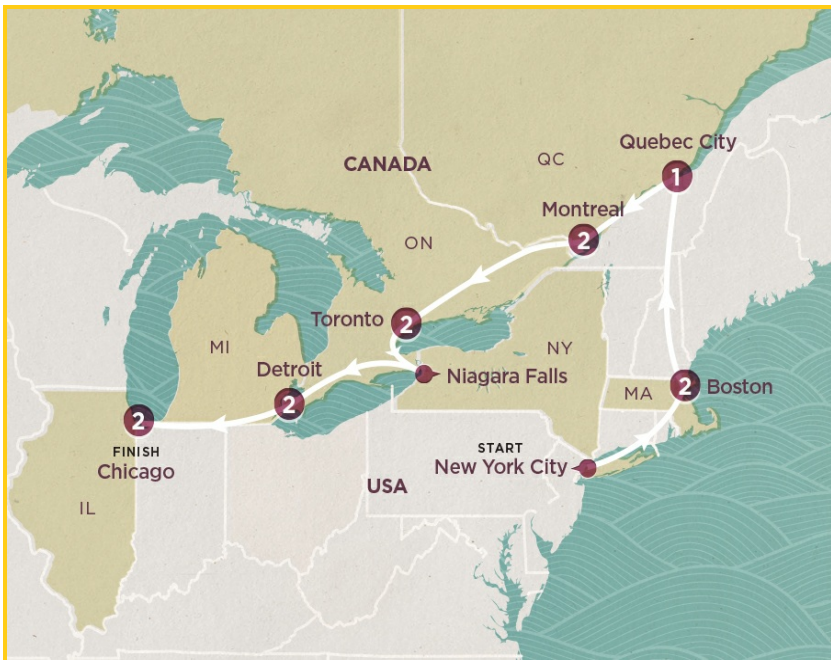 Quebec City
1
QC
CANADA
Montreal
2
ON
Toronto
2
MI
NY
Detroit
2
Niagara Falls
MA
2
Boston
2
FINISH
Chicago
START
New York City
USA
IL